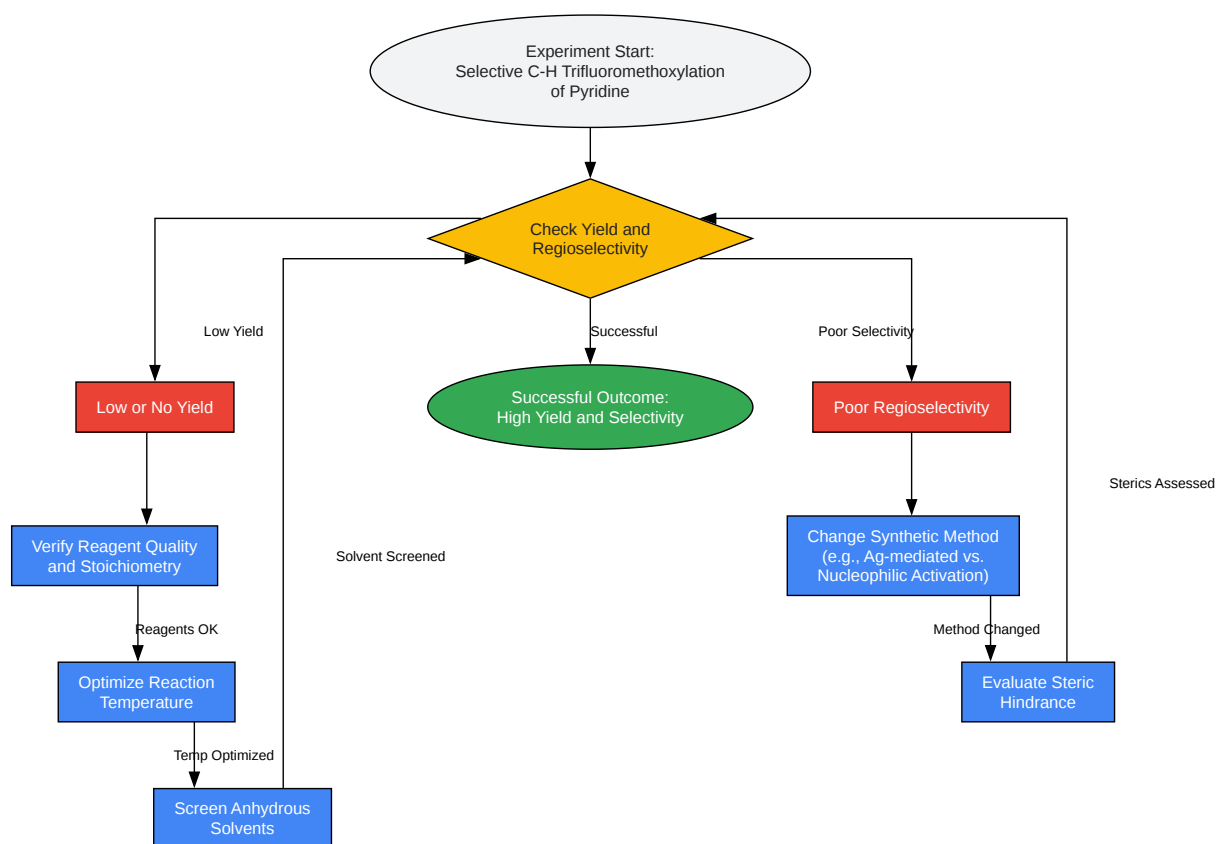 Experiment Start:
Selective C-H Trifluoromethoxylation
of Pyridine
Check Yield and
Regioselectivity
Low Yield
Successful
Poor Selectivity
Low or No Yield
Successful Outcome:
High Yield and Selectivity
Poor Regioselectivity
Sterics Assessed
Verify Reagent Quality
and Stoichiometry
Solvent Screened
Change Synthetic Method
(e.g., Ag-mediated vs.
Nucleophilic Activation)
Reagents OK
Method Changed
Optimize Reaction
Temperature
Evaluate Steric
Hindrance
Temp Optimized
Screen Anhydrous
Solvents